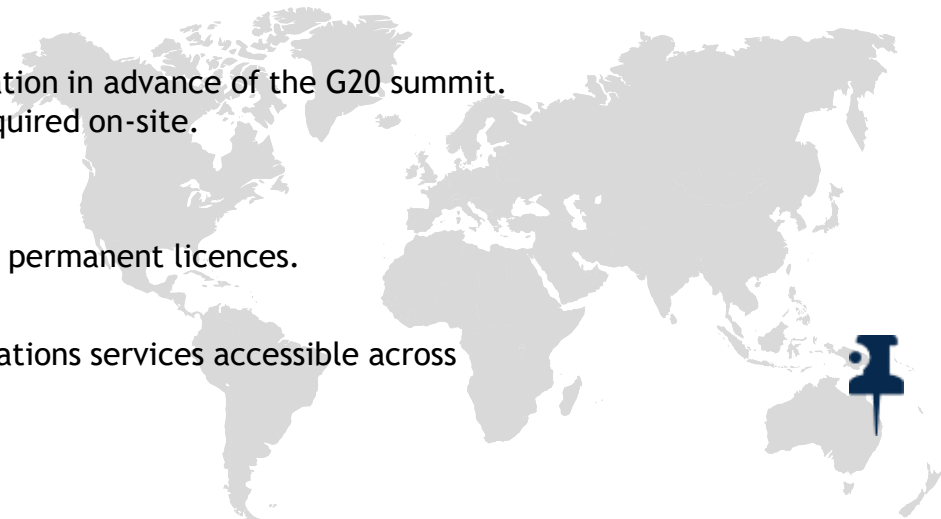 ation in advance of the G20 summit.
quired on-site.
permanent licences.
ations services accessible across